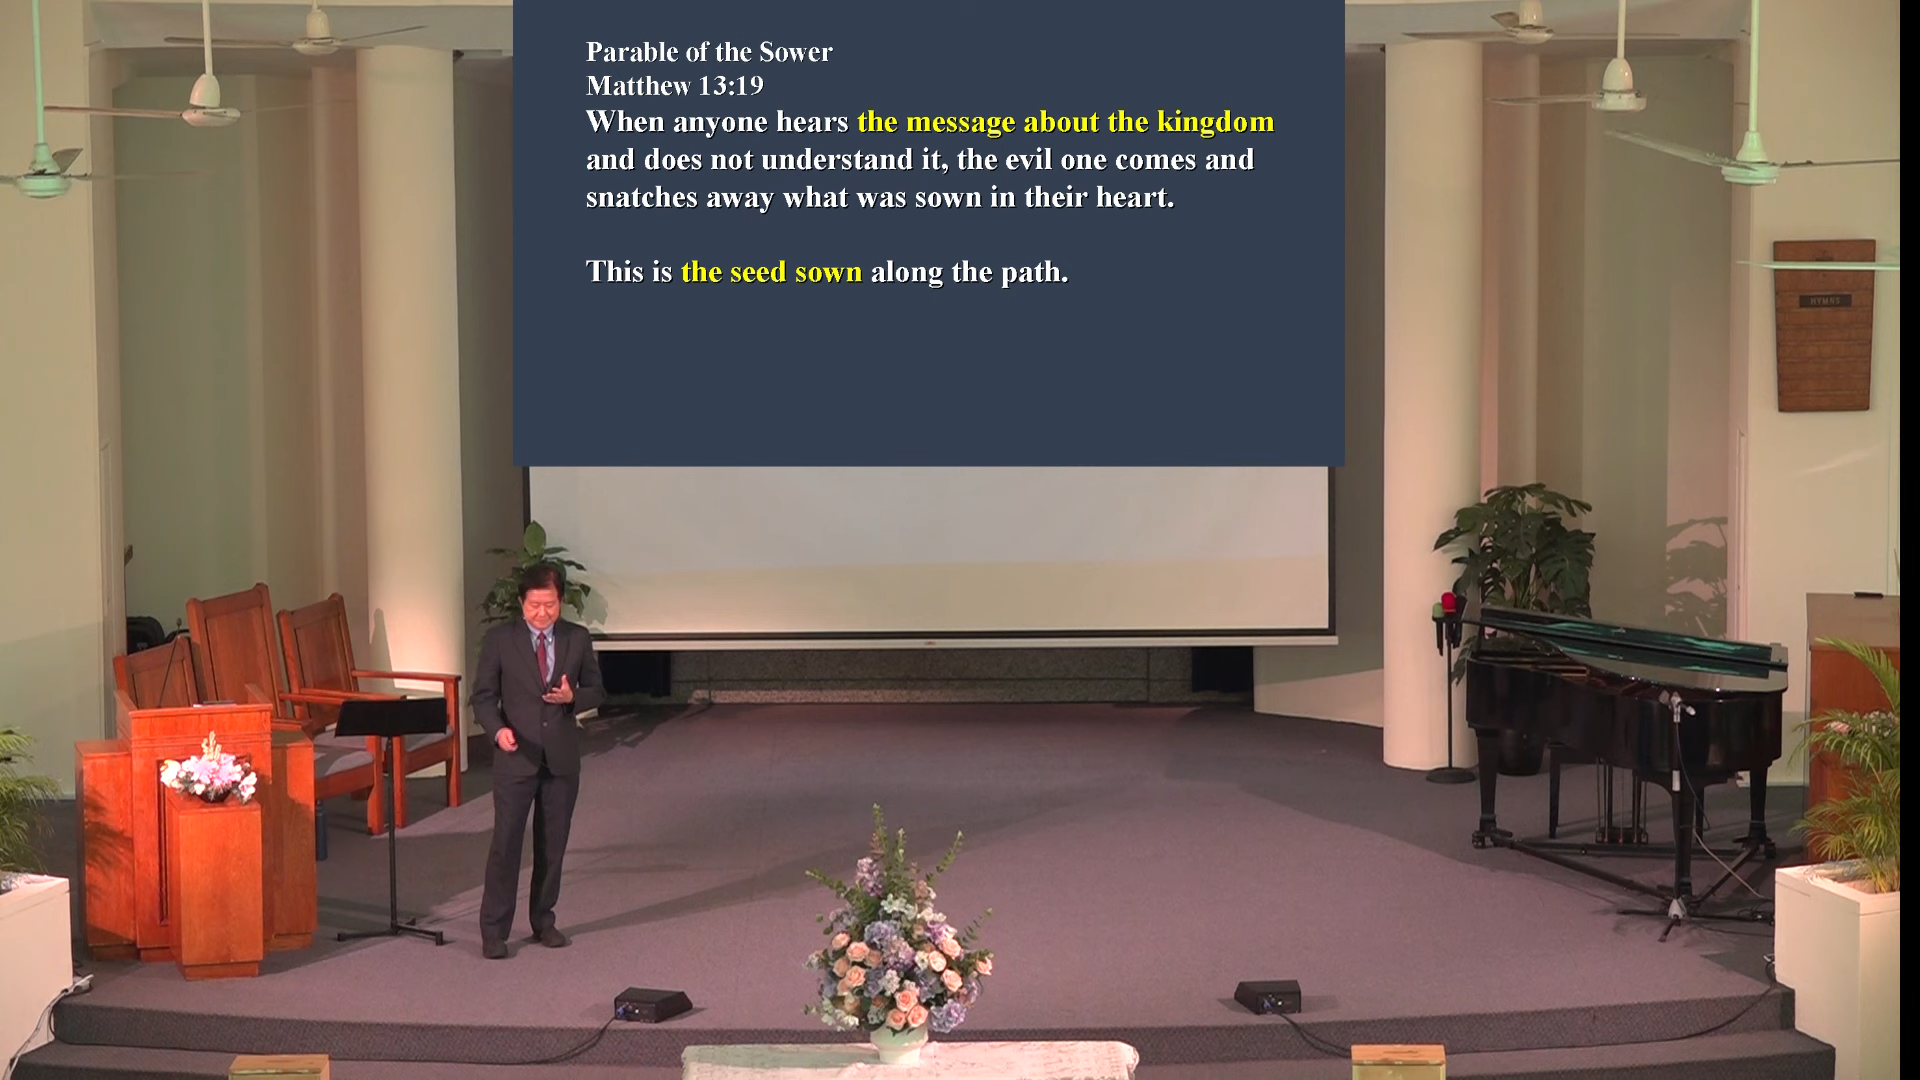 Parable of the Sower
Matthew 13:19
When anyone hears the message about the kingdom
and does not understand it, the evil one comes and
snatches away what was sown in their heart.
This is the seed sown along the path.
HYMNS